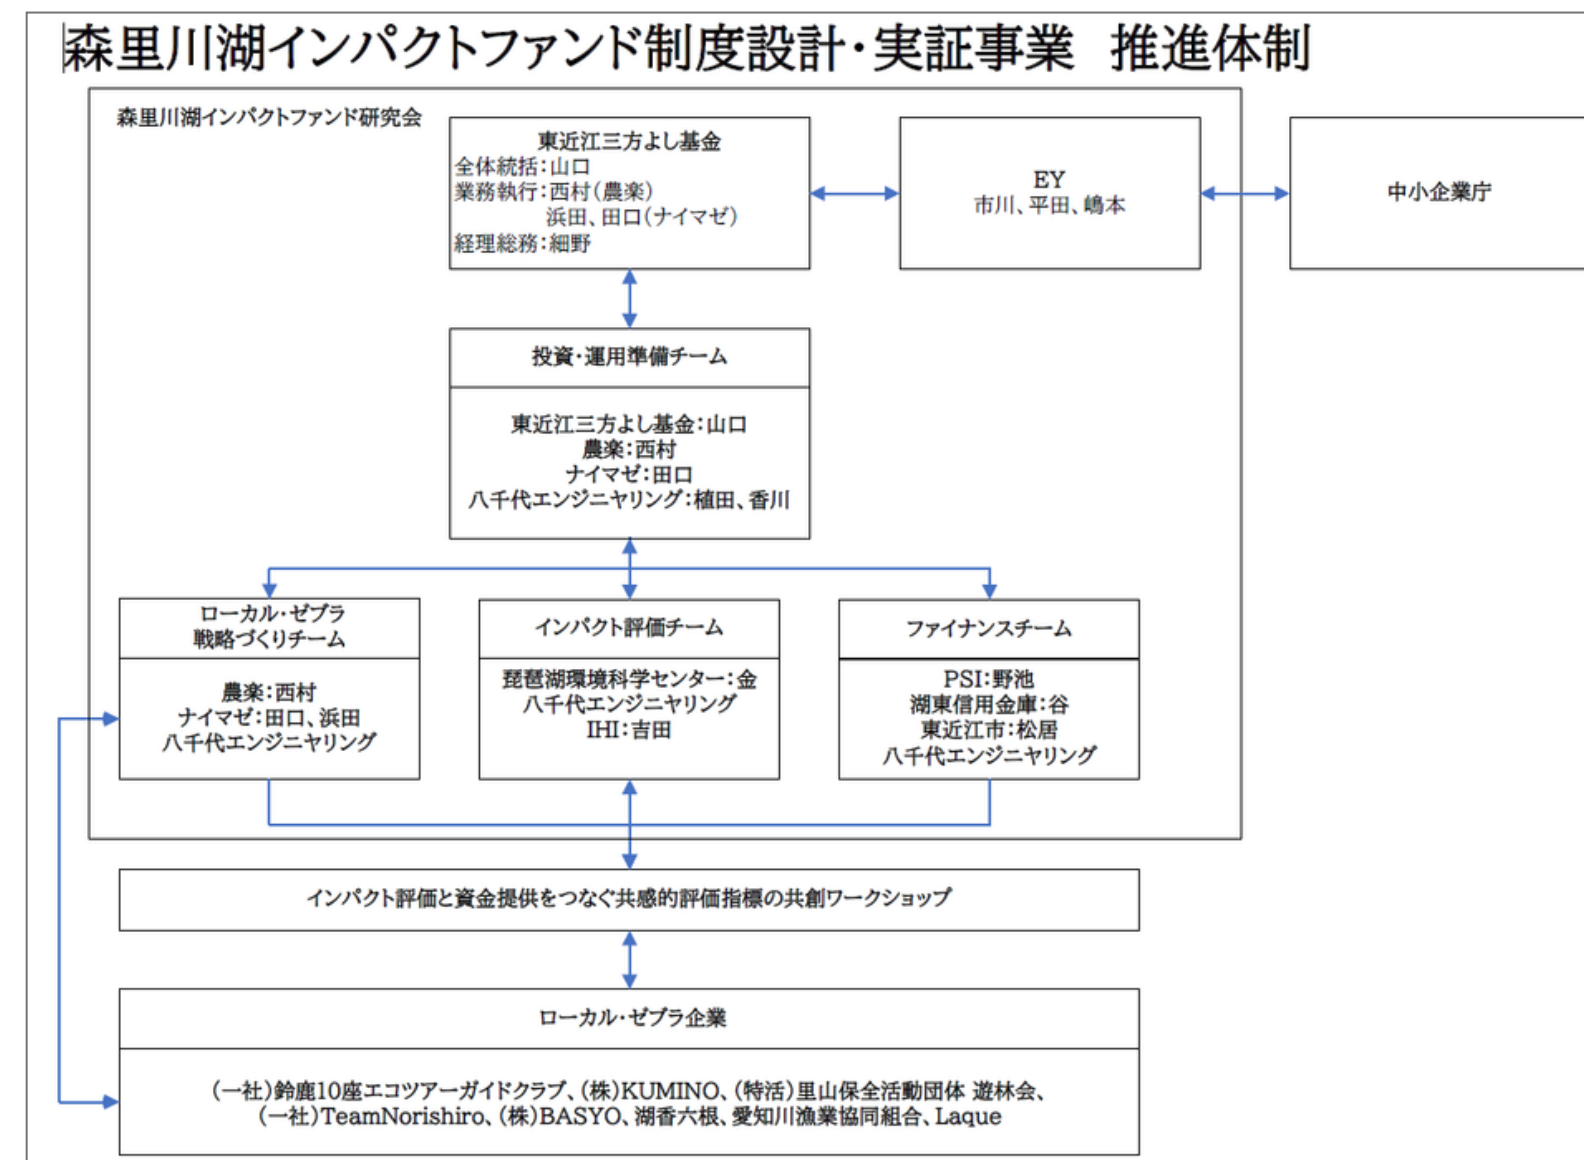 森里川湖インパクトファンド制度設計・実証事業　推進体制
森里川湖インパクトファンド研究会
東近江三方よし基金
全体統括：山口
業務執行：西村（農楽）
浜田、田口（ナイマゼ）
経理総務：細野
EY
市川、平田、嶋本
中小企業庁
投資・運用準備チーム
東近江三方よし基金：山口
農楽：西村
ナイマゼ：田口
八千代エンジニヤリング：植田、香川
ローカル・ゼブラ
戦略づくりチーム
農楽：西村
ナイマゼ：田口、浜田
八千代エンジニヤリング
インパクト評価チーム
琵琶湖環境科学センター：金
八千代エンジニヤリング
IHI：吉田
ファイナンスチーム
PSI：野池
湖東信用金庫：谷
東近江市：松居
八千代エンジニヤリング
インパクト評価と資金提供をつなぐ共感的評価指標の共創ワークショップ
ローカル・ゼブラ企業
（一社）鈴鹿10座エコツアーガイドクラブ、（株）KUMINO、（特活）里山保全活動団体 遊林会、
（一社）TeamNorishiro、（株）BASYO、湖香六根、愛知川漁業協同組合、Laque